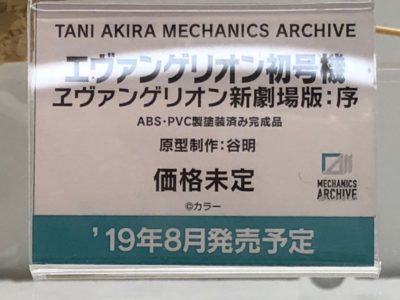 TANI AKIRA MECHANICS ARCHIVE
エヴァンゲリオン初号機
ヱヴァンゲリオン新劇場版：序
ABS・PVC製塗装済み完成品
原型制作：谷明
価格未定
©カラー
MECHANICS
ARCHIVE
'19年8月発売予定